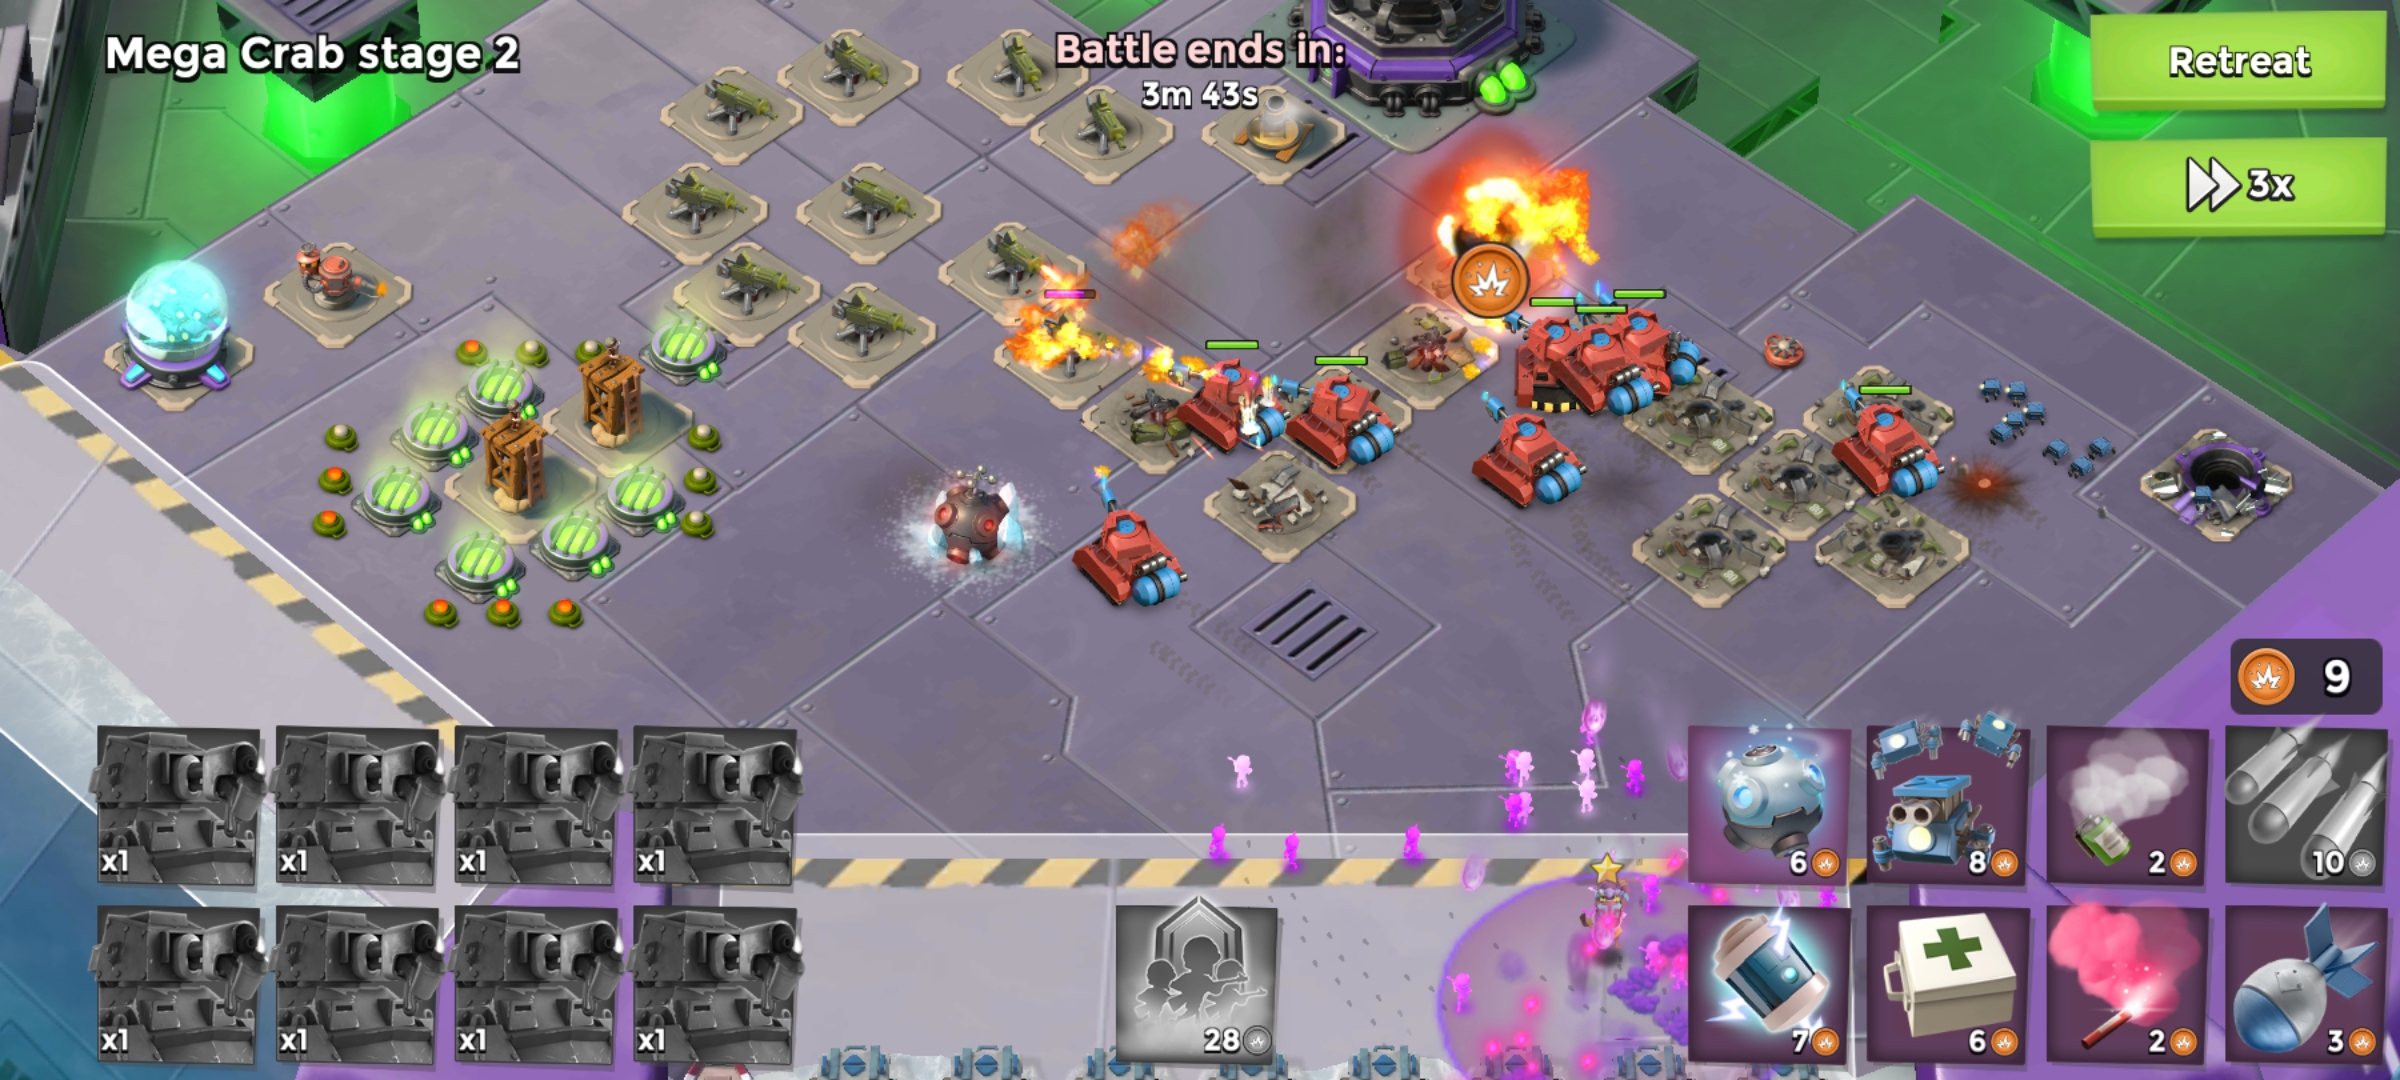 Mega Crab stage 2
Battle ends in:
3m 43s
Retreat
3x
9
x1
x1
x1
x1
6
8
2
10
x1
x1
x1
x1
28
7
6
2
3